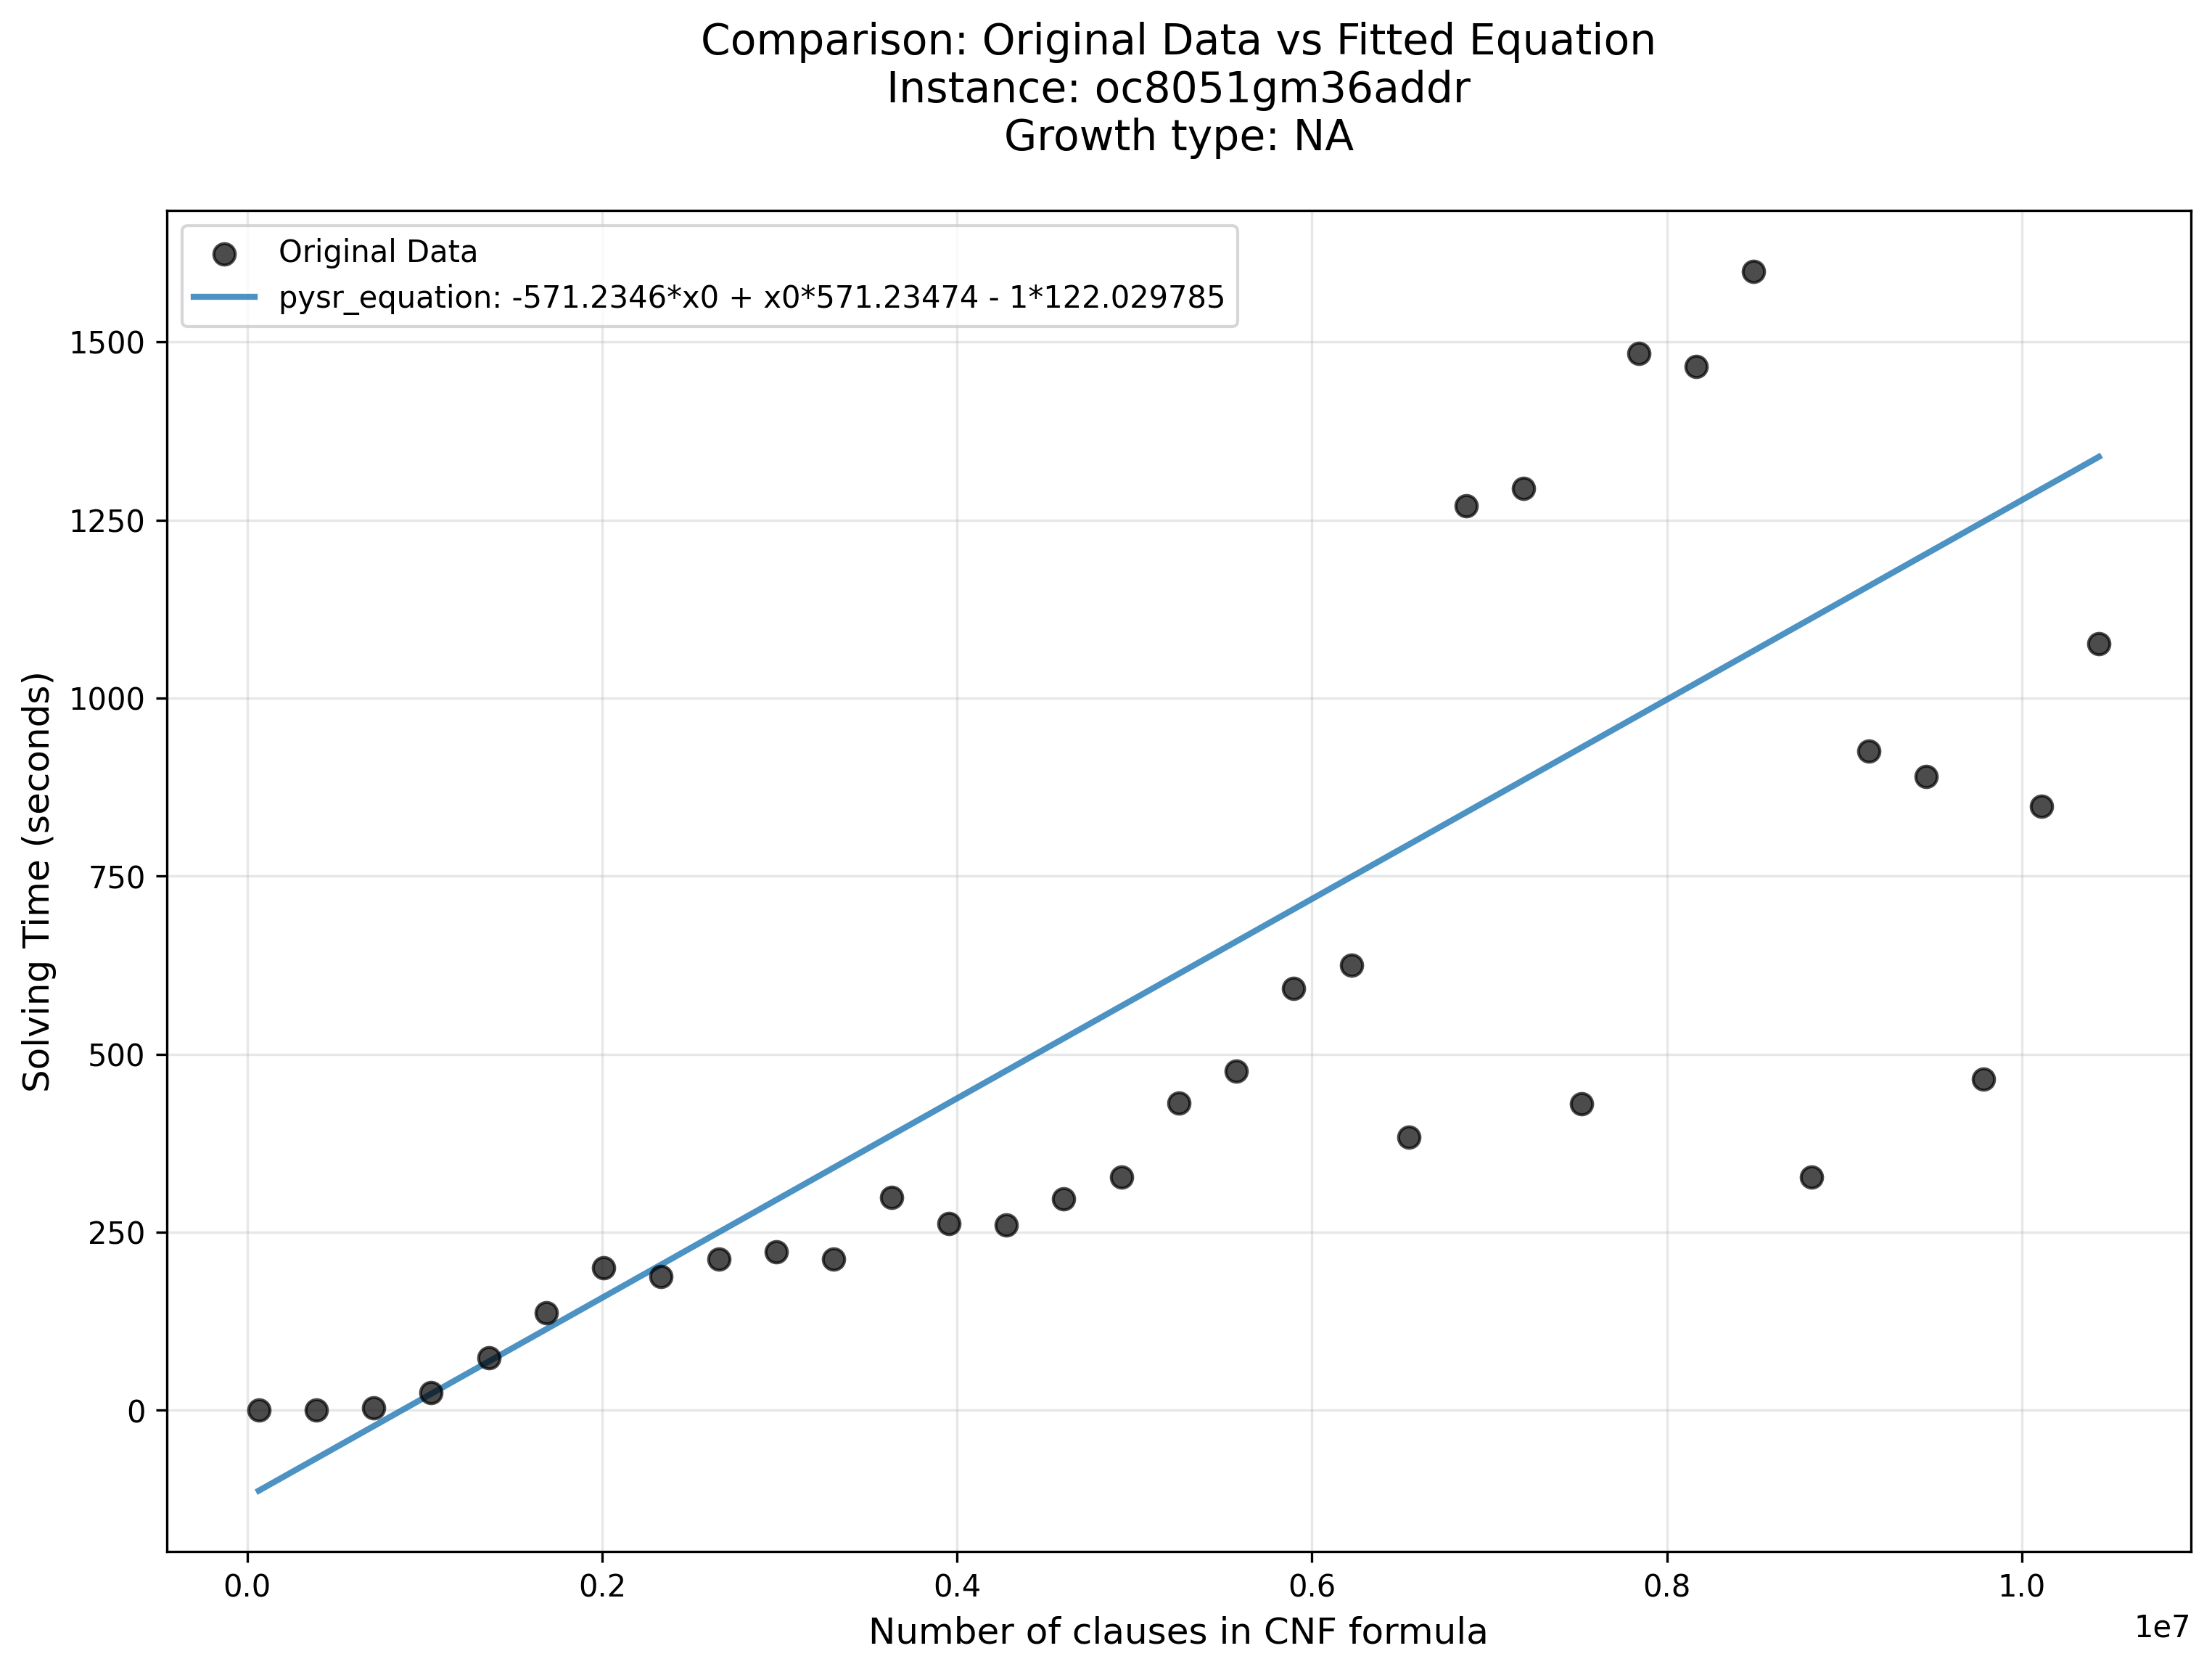 Comparison: Original Data vs Fitted Equation
Instance: oc8051gm36addr
Growth type: NA
Original Data
pysr_equation: -571.2346*x0 + x0*571.23474 - 1*122.029785
1500
1250
1000
750
500
250
0
Solving Time (seconds)
0.0 0.2 0.4 0.6 0.8 1.0
1e7
Number of clauses in CNF formula